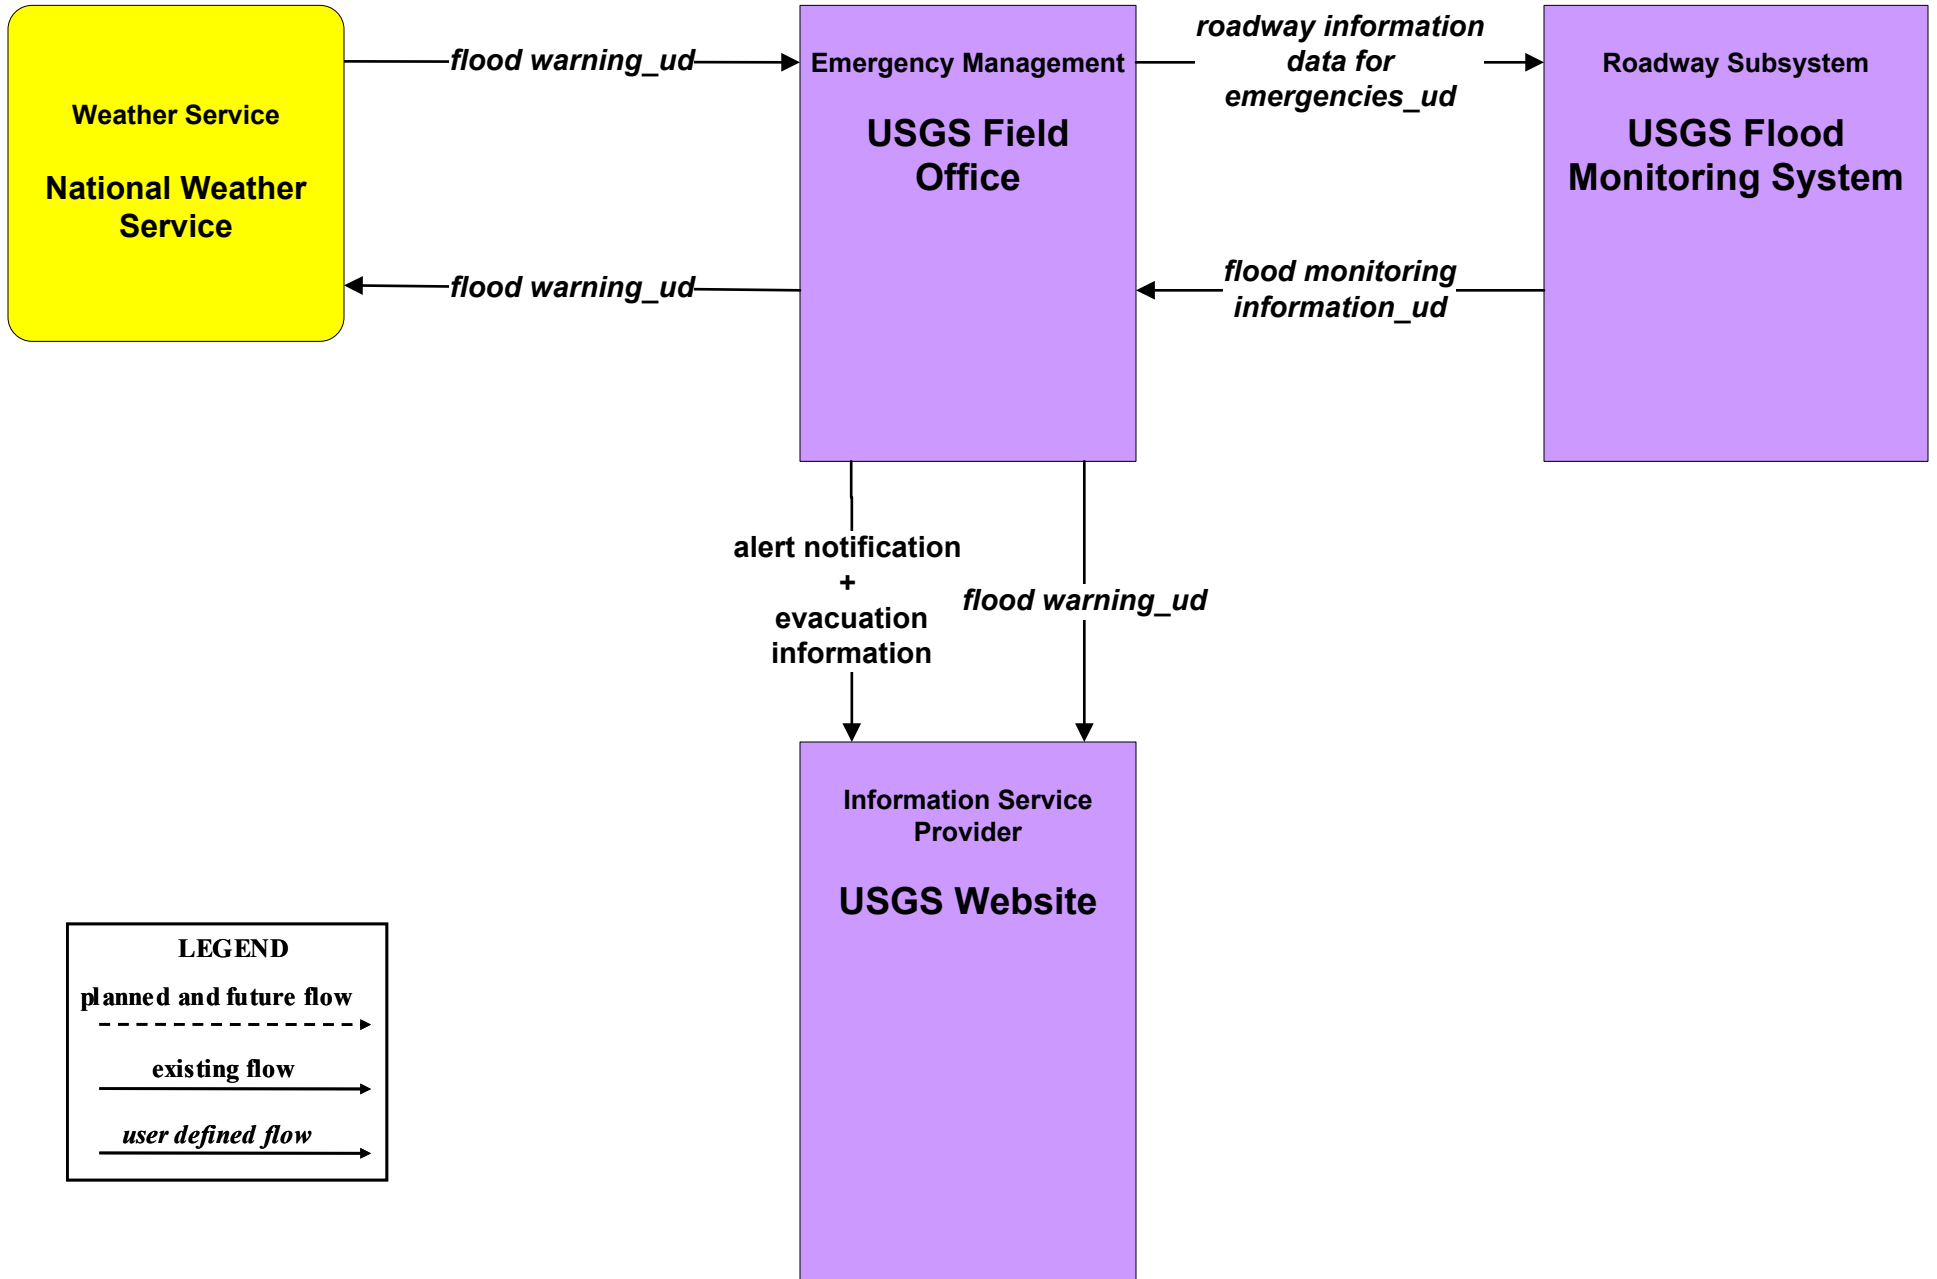 Weather Service
National Weather
Service
flood warning_ud
flood warning_ud
Emergency Management
USGS Field
Office
roadway information
data for
emergencies_ud
flood monitoring
information_ud
Roadway Subsystem
USGS Flood
Monitoring System
alert notification
+
evacuation
information
flood warning_ud
Information Service
Provider
USGS Website
LEGEND
planned and future flow
existing flow
user defined flow